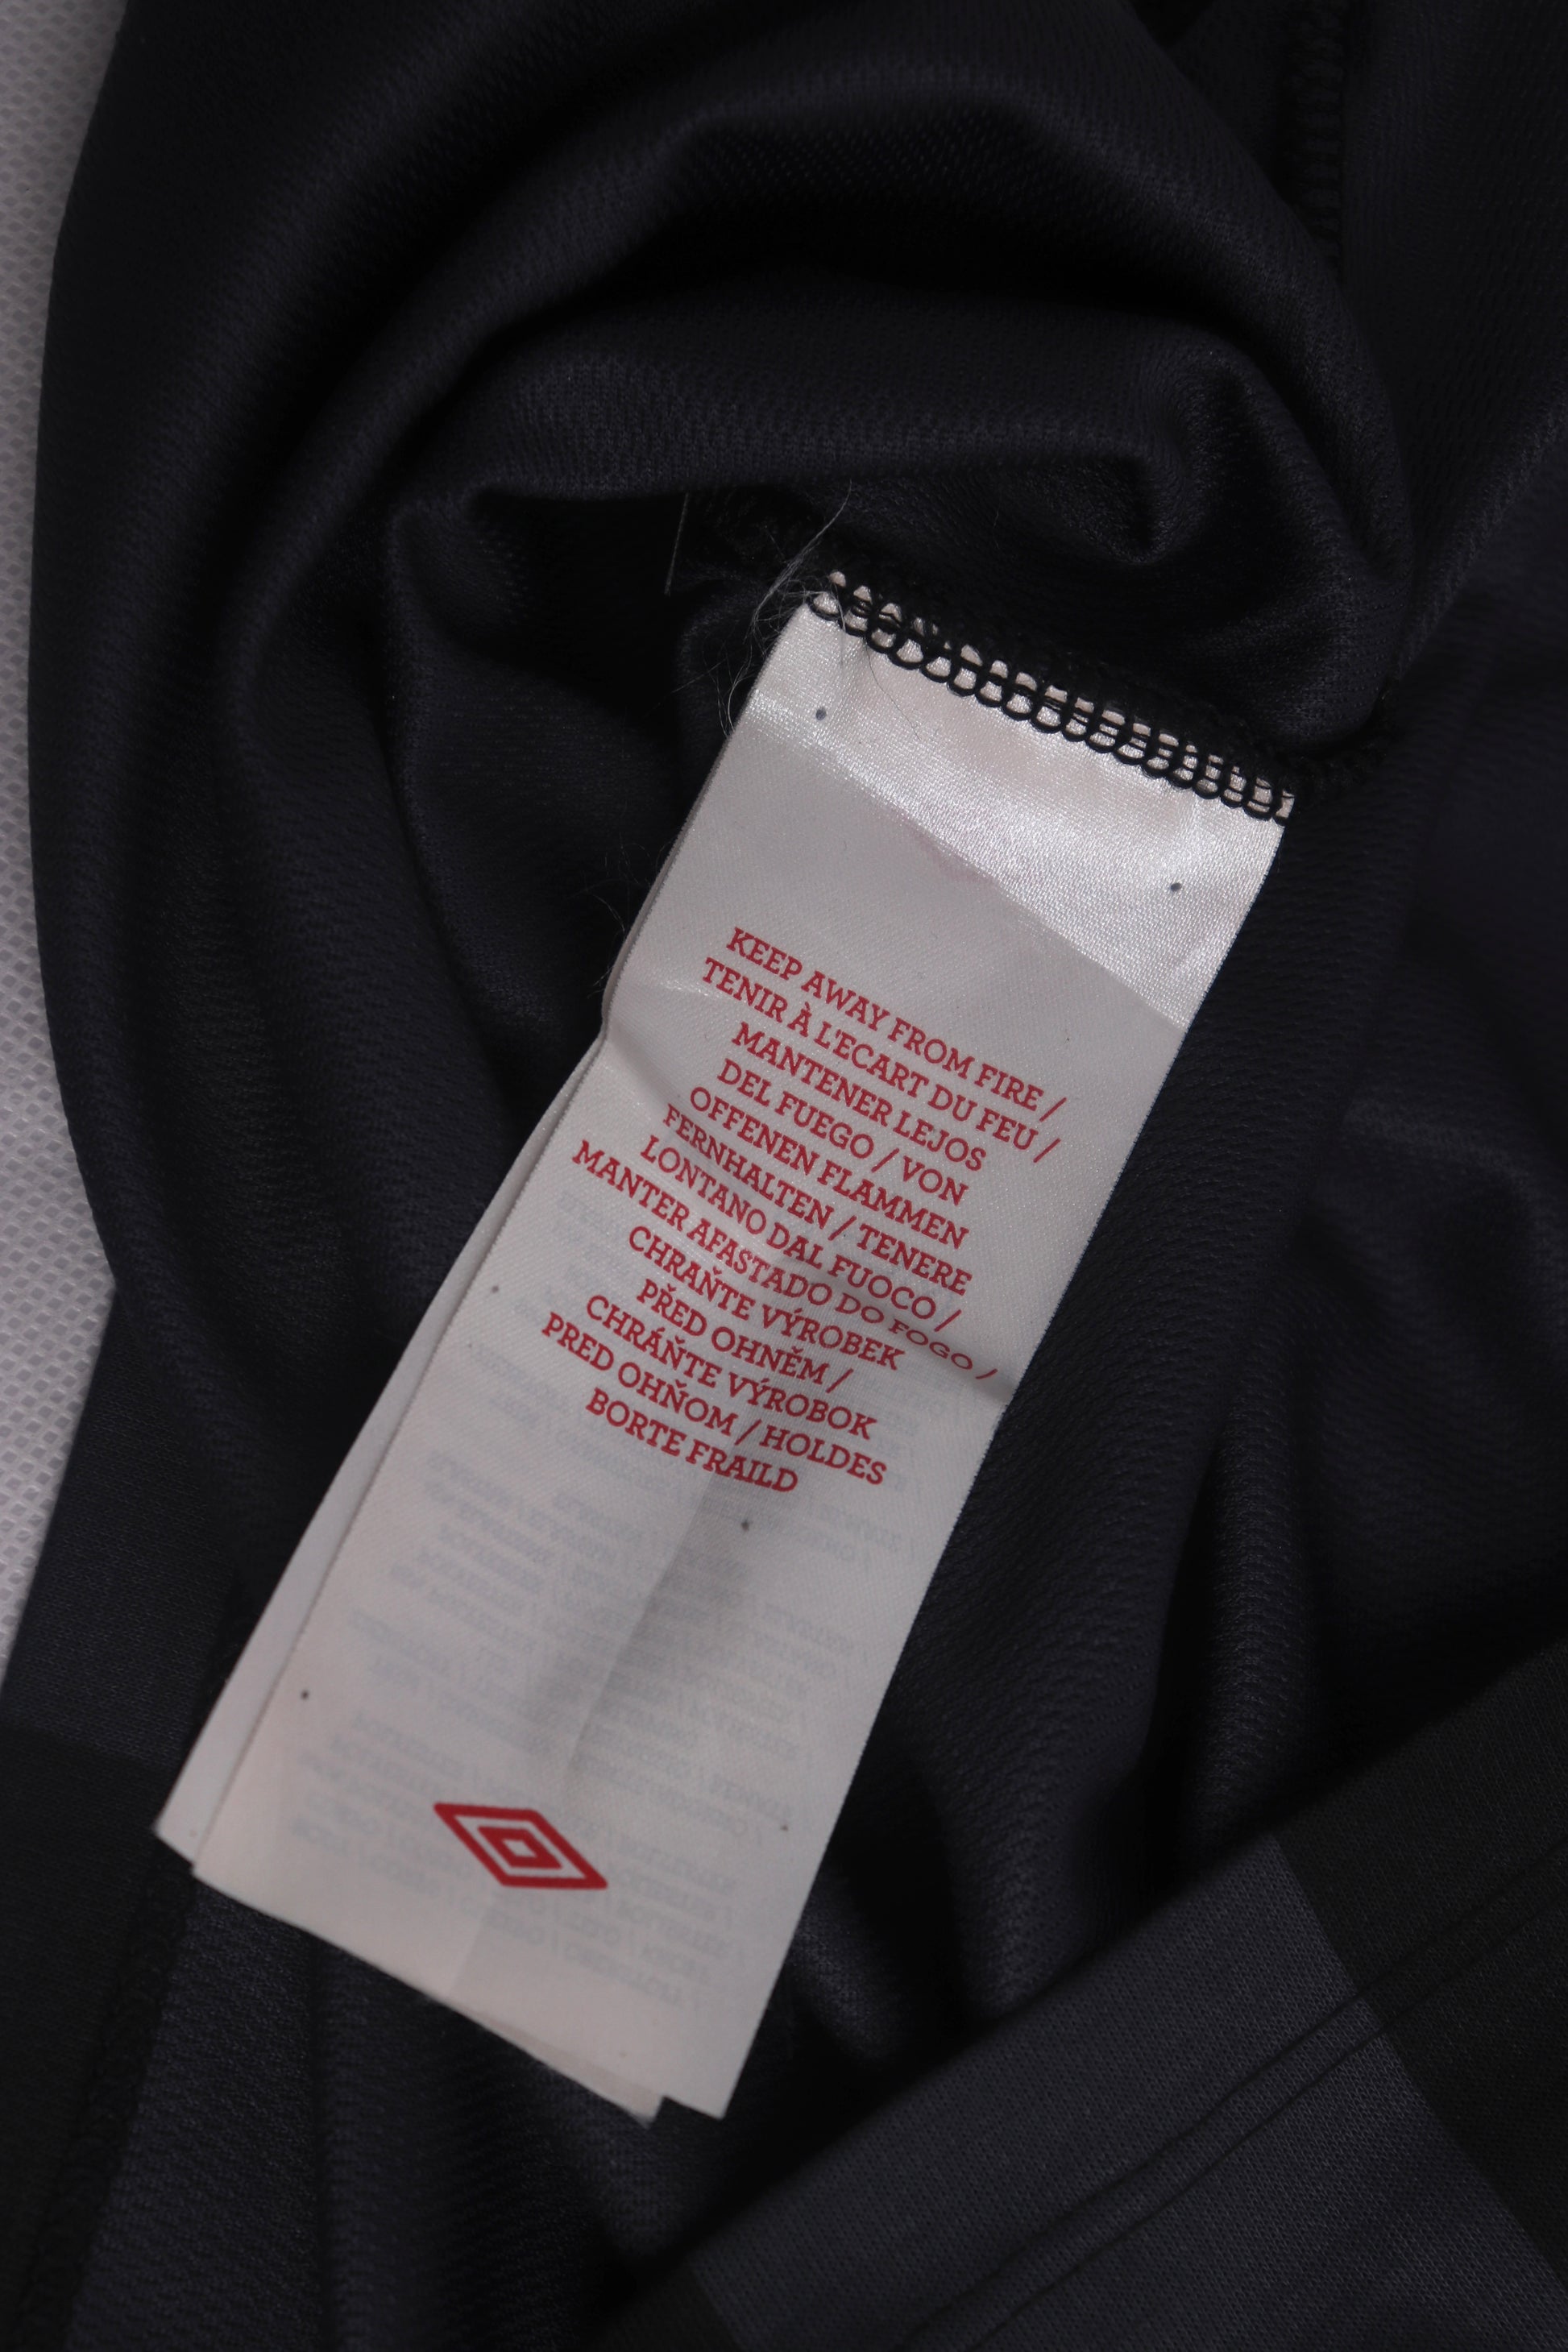 KEEP AWAY FROM FIRE /
TENIR À L'ECART DU FEU /
MANTENER LEJOS
DEL FUEGO / VON
OFFENEN FLAMMEN
FERNHALTEN / TENERE
LONTANO DAL FUOCO /
MANTER AFASTADO DO FOGO /
CHRAŇTE VÝROBEK
PŘED OHNĚM /
CHRÁŇTE VÝROBOK
PRED OHŇOM / HOLDES
BORTE FRAILD